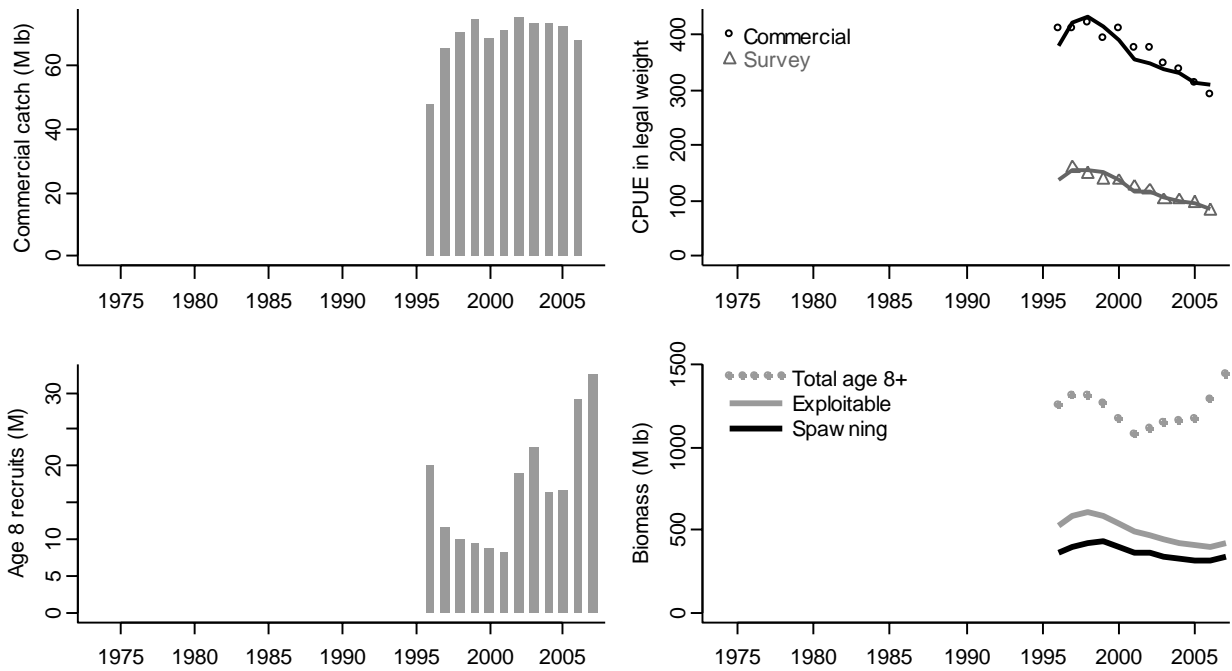 Commercial catch (M lb)
0 20 40 60
1975 1980 1985 1990 1995 2000 2005
CPUE in legal weight
0 100 200 300 400
Commercial
Survey
1975 1980 1985 1990 1995 2000 2005
Age 8 recruits (M)
0 5 10 20 30
1975 1980 1985 1990 1995 2000 2005
Biomass (M lb)
0 500 1000 1500
Total age 8+
Exploitable
Spaw ning
1975 1980 1985 1990 1995 2000 2005